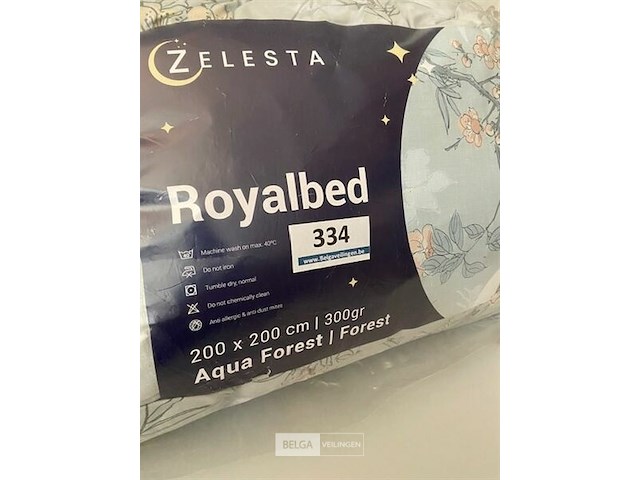 ZELESTA
Royalbed
334
www.Belgaveilingen.be
Machine wash on max. 40°C
Do not iron
Tumble dry, normal
Do not chemically clean
Anti allergic & anti-dust mites
200 x 200 cm | 300gr
Aqua Forest | Forest
BELGA VEILINGEN